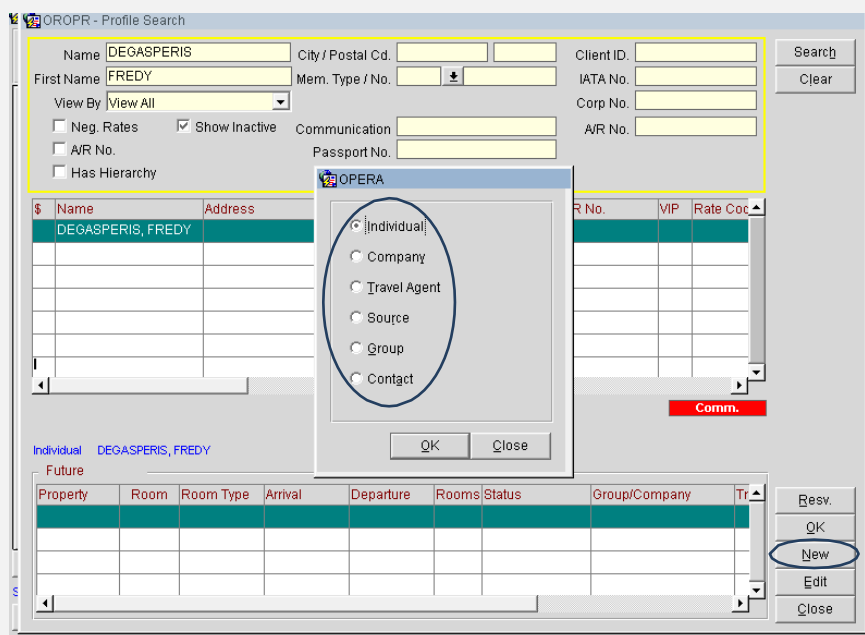 OROPR - Profile Search
Name DEGASPERIS City / Postal Cd. Client ID. Search
First Name FREDY Mem. Type / No. IATA No. Clear
View By View All Corp No.
Neg. Rates Show Inactive Communication A/R No.
A/R No. Passport No.
Has Hierarchy
OPERA
$ Name Address R No. VIP Rate Coc
DEGASPERIS, FREDY
Individual
Company
Travel Agent
Source
Group
Contact
Comm.
OK Close
Individual DEGASPERIS, FREDY
Future
Property Room Room Type Arrival Departure Rooms Status Group/Company Tr
Resv.
OK
New
Edit
Close